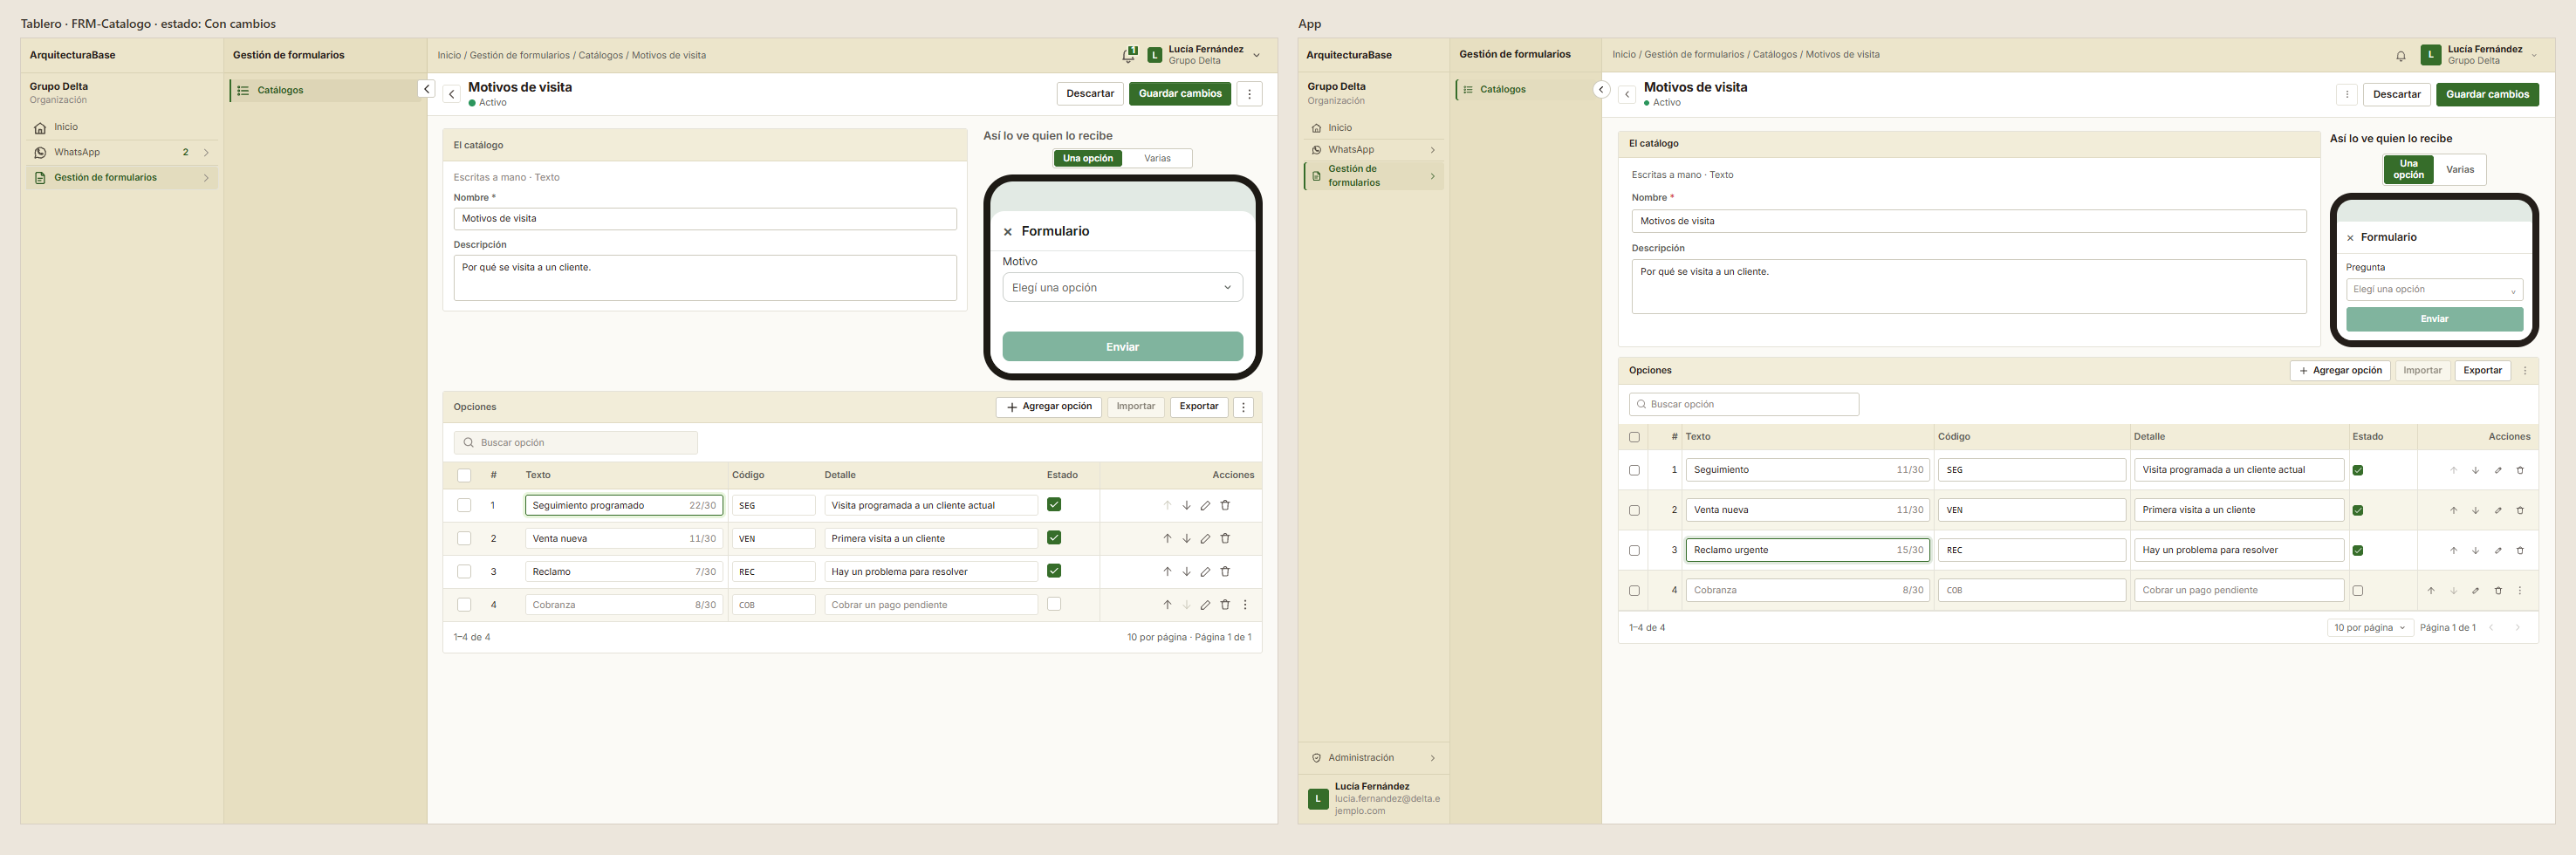 Tablero · FRM-Catalogo · estado: Con cambios
ArquitecturaBase
Gestión de formularios
Inicio / Gestión de formularios / Catálogos / Motivos de visita
1
L
Lucía Fernández
Grupo Delta
Grupo Delta
Organización
Inicio
WhatsApp 2
Gestión de formularios
Catálogos
Motivos de visita
Activo
Descartar
Guardar cambios
El catálogo
Escritas a mano · Texto
Nombre *
Motivos de visita
Descripción
Por qué se visita a un cliente.
Así lo ve quien lo recibe
Una opción
Varias
Formulario
Motivo
Elegí una opción
Enviar
Opciones
Agregar opción
Importar
Exportar
Buscar opción
# Texto Código Detalle Estado Acciones
1 Seguimiento programado 22/30 SEG Visita programada a un cliente actual
2 Venta nueva 11/30 VEN Primera visita a un cliente
3 Reclamo 7/30 REC Hay un problema para resolver
4 Cobranza 8/30 COB Cobrar un pago pendiente
1–4 de 4
10 por página · Página 1 de 1
App
ArquitecturaBase
Gestión de formularios
Inicio / Gestión de formularios / Catálogos / Motivos de visita
L
Lucía Fernández
Grupo Delta
Grupo Delta
Organización
Inicio
WhatsApp
Gestión de
formularios
Catálogos
Motivos de visita
Activo
Descartar
Guardar cambios
El catálogo
Escritas a mano · Texto
Nombre *
Motivos de visita
Descripción
Por qué se visita a un cliente.
Así lo ve quien lo recibe
Una
opción
Varias
Formulario
Pregunta
Elegí una opción
Enviar
Opciones
Agregar opción
Importar
Exportar
Buscar opción
# Texto Código Detalle Estado Acciones
1 Seguimiento 11/30 SEG Visita programada a un cliente actual
2 Venta nueva 11/30 VEN Primera visita a un cliente
3 Reclamo urgente 15/30 REC Hay un problema para resolver
4 Cobranza 8/30 COB Cobrar un pago pendiente
1–4 de 4
10 por página
Página 1 de 1
Administración
L
Lucía Fernández
lucia.fernandez@delta.e
jemplo.com